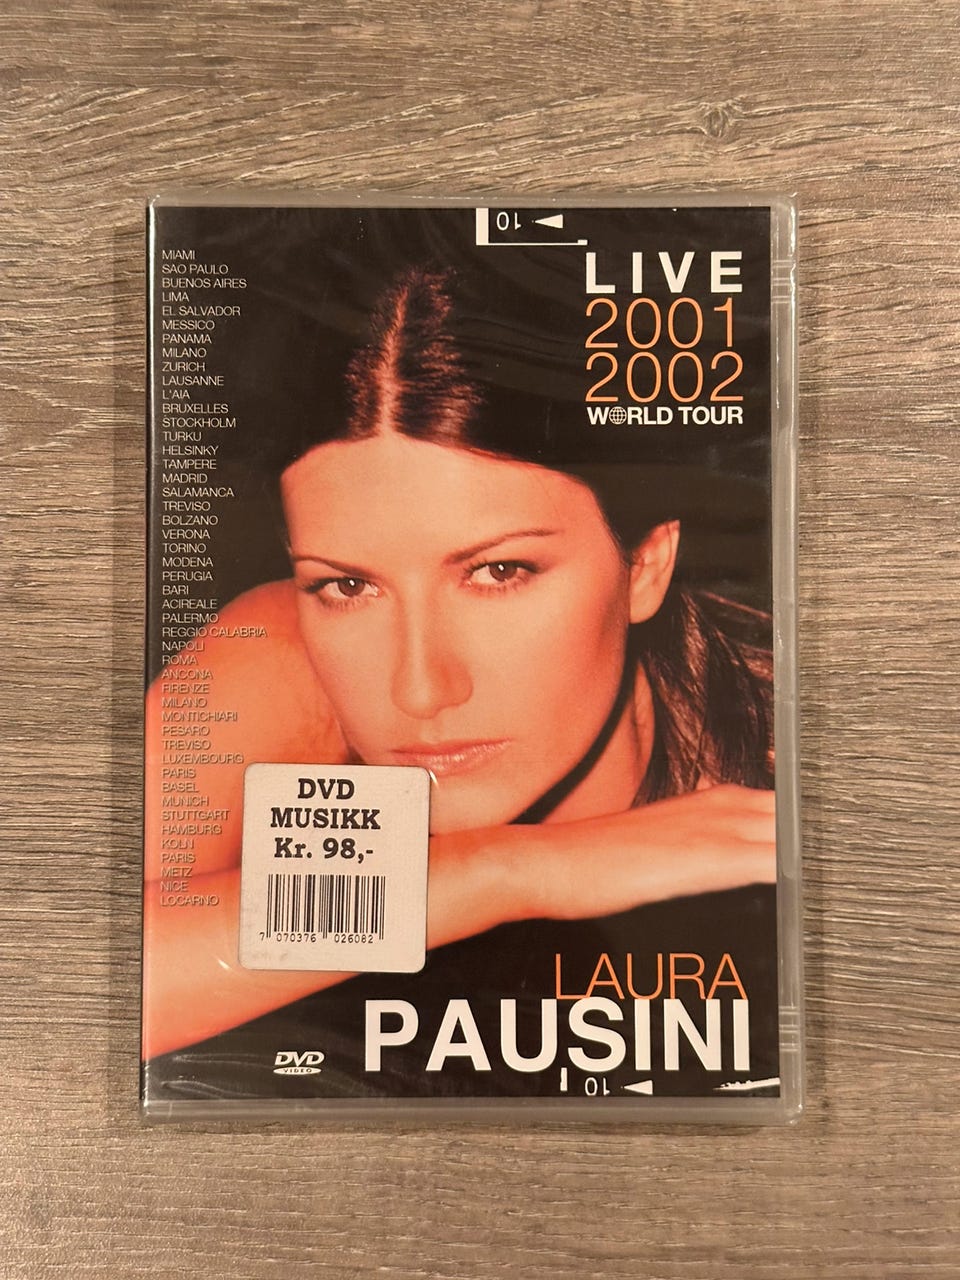 10
LIVE
2001
2002
WORLD TOUR
MIAMI
SAO PAULO
BUENOS AIRES
LIMA
EL SALVADOR
MESSICO
PANAMA
MILANO
ZURICH
LAUSANNE
L'AIA
BRUXELLES
STOCKHOLM
TURKU
HELSINKY
TAMPERE
MADRID
SALAMANCA
TREVISO
BOLZANO
VERONA
TORINO
MODENA
PERUGIA
BARI
ACIREALE
PALERMO
REGGIO CALABRIA
NAPOLI
ROMA
ANCONA
FIRENZE
MILANO
MONTICHIARI
PESARO
TREVISO
LUXEMBOURG
PARIS
BASEL
MUNICH
STUTTGART
HAMBURG
KOLN
PARIS
METZ
NICE
LOCARNO
DVD
MUSIKK
Kr. 98,-
7 070376 026082
LAURA
PAUSINI
DVD
VIDEO
10